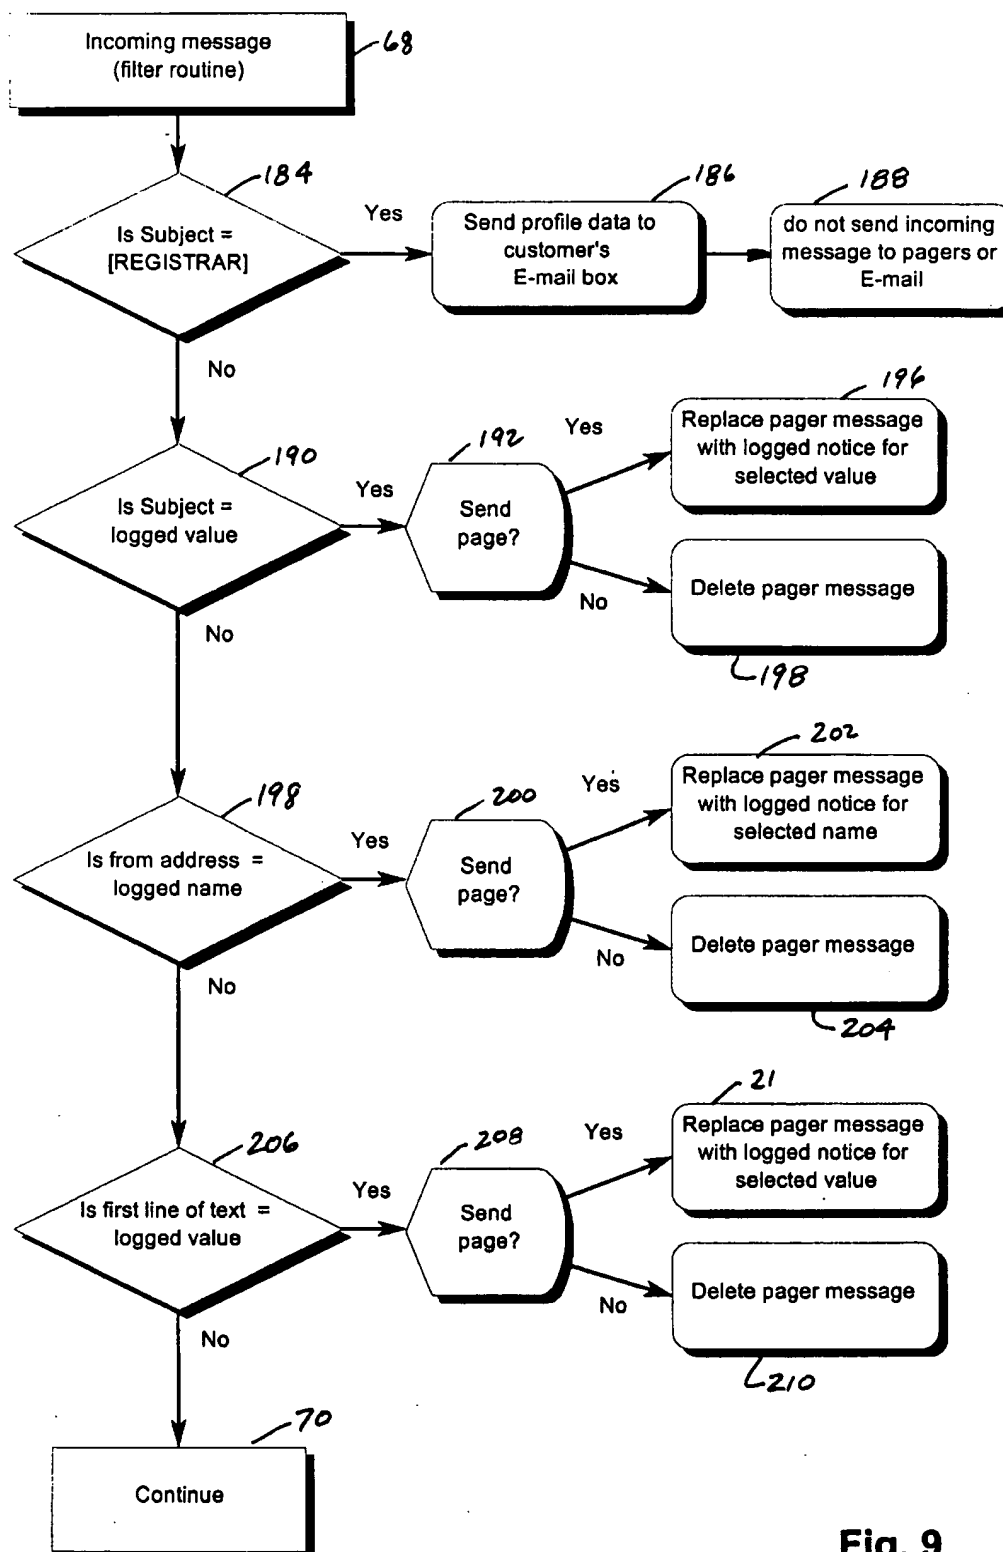 Incoming message
(filter routine)
68
184
Is Subject =
[REGISTRAR]
Yes
186
Send profile data to
customer's
E-mail box
188
do not send incoming
message to pagers or
E-mail
No
190
Is Subject =
logged value
Yes
192
Send
page?
Yes
196
Replace pager message
with logged notice for
selected value
No
Delete pager message
198
No
198
Is from address =
logged name
Yes
200
Send
page?
Yes
202
Replace pager message
with logged notice for
selected name
No
Delete pager message
204
No
206
Is first line of text =
logged value
Yes
208
Send
page?
Yes
21
Replace pager message
with logged notice for
selected value
No
Delete pager message
210
No
70
Continue
Fig. 9